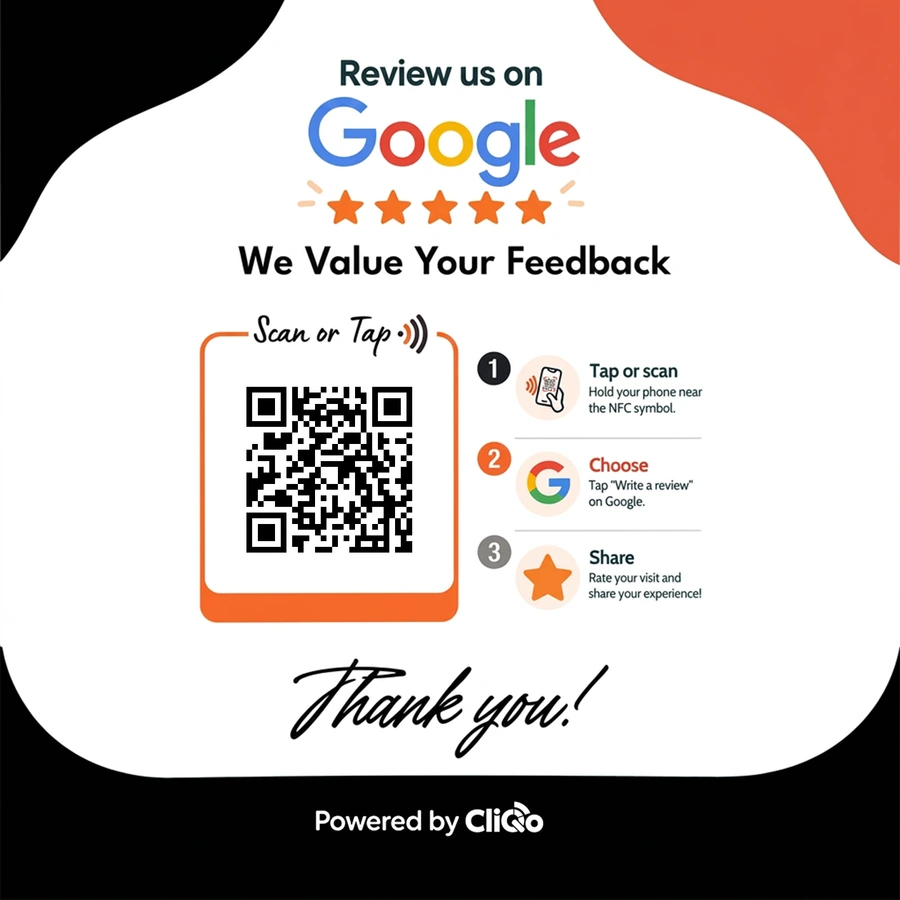 Review us on
Google
We Value Your Feedback
Scan or Tap
1
Tap or scan
Hold your phone near
the NFC symbol.
2
Choose
Tap "Write a review"
on Google.
3
Share
Rate your visit and
share your experience!
Thank you!
Powered by CliQo